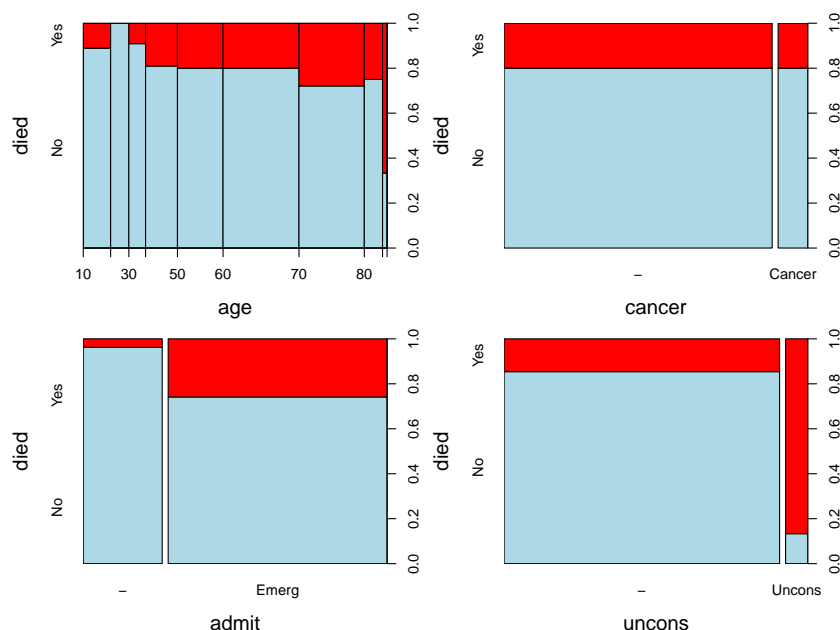 Yes
No
died
0.0 0.2 0.4 0.6 0.8 1.0
10 30 50 60 70 80
age
Yes
No
died
0.0 0.2 0.4 0.6 0.8 1.0
– Cancer
cancer
Yes
No
died
0.0 0.2 0.4 0.6 0.8 1.0
– Emerg
admit
Yes
No
died
0.0 0.2 0.4 0.6 0.8 1.0
– Uncons
uncons